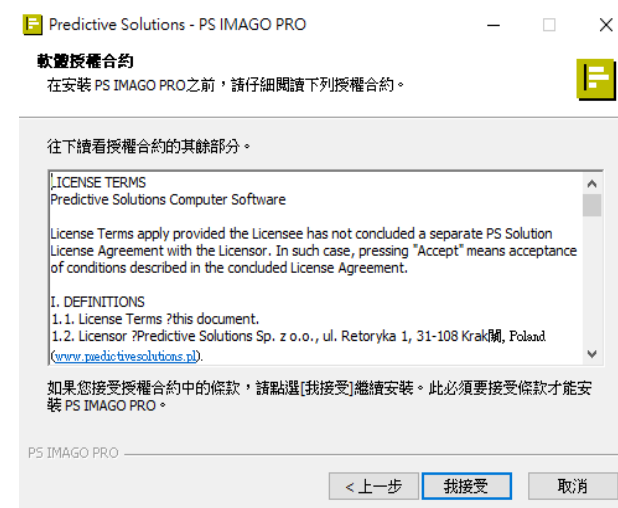 Predictive Solutions - PS IMAGO PRO
軟體授權合約
在安裝 PS IMAGO PRO之前，請仔細閱讀下列授權合約。
往下讀看授權合約的其餘部分。
LICENSE TERMS
Predictive Solutions Computer Software
License Terms apply provided the Licensee has not concluded a separate PS Solution
License Agreement with the Licensor. In such case, pressing "Accept" means acceptance
of conditions described in the concluded License Agreement.
I. DEFINITIONS
1.1. License Terms ?this document.
1.2. Licensor ?Predictive Solutions Sp. z o.o., ul. Retoryka 1, 31-108 Krak闚, Poland
(www.predictivesolutions.pl).
如果您接受授權合約中的條款，請點選[我接受]繼續安裝。此必須要接受條款才能安
裝 PS IMAGO PRO。
PS IMAGO PRO
<上一步
我接受
取消